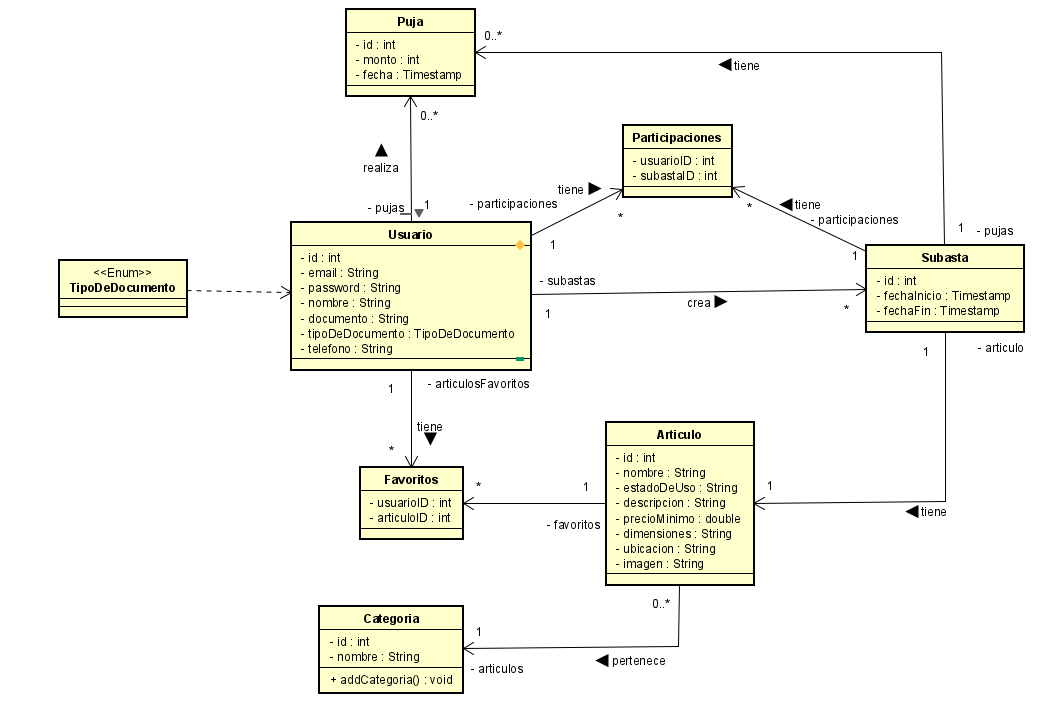 Puja
- id : int
- monto : int
- fecha : Timestamp
0..*
tiene
0..*
realiza
Participaciones
- usuarioID : int
- subastaID : int
tiene
*
- participaciones
1
tiene
*
- participaciones
1
- pujas
1
1
- pujas
Usuario
- id : int
- email : String
- password : String
- nombre : String
- documento : String
- tipoDeDocumento : TipoDeDocumento
- telefono : String
<<Enum>>
TipoDeDocumento
- subastas
1
crea
*
Subasta
- id : int
- fechaInicio : Timestamp
- fechaFin : Timestamp
1
- articulo
1
- articulosFavoritos
tiene
*
Favoritos
- usuarioID : int
- articuloID : int
*
1
- favoritos
Articulo
- id : int
- nombre : String
- estadoDeUso : String
- descripcion : String
- precioMinimo : double
- dimensiones : String
- ubicacion : String
- imagen : String
1
tiene
0..*
Categoria
- id : int
- nombre : String
+ addCategoria() : void
1
- articulos
pertenece